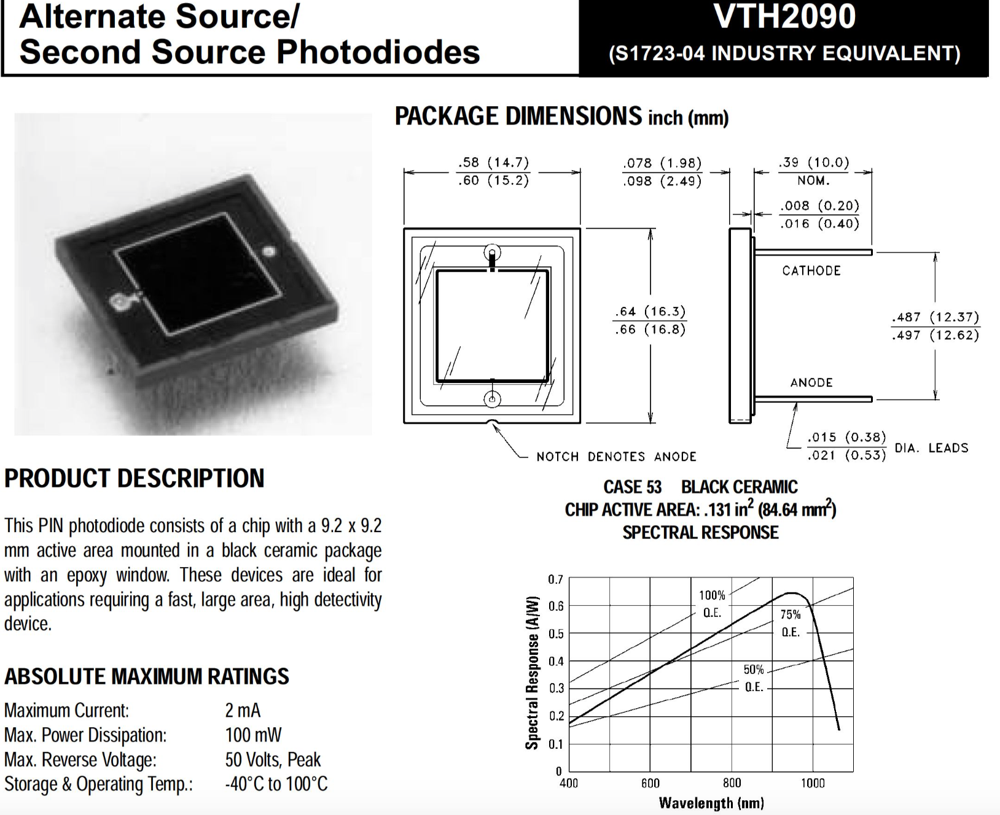 Alternate Source/
Second Source Photodiodes
VTH2090
(S1723-04 INDUSTRY EQUIVALENT)
PACKAGE DIMENSIONS inch (mm)
.58 (14.7)
.60 (15.2)
.078 (1.98)
.098 (2.49)
.39 (10.0)
NOM.
.008 (0.20)
.016 (0.40)
CATHODE
.64 (16.3)
.66 (16.8)
.487 (12.37)
.497 (12.62)
ANODE
.015 (0.38)
.021 (0.53)
DIA. LEADS
NOTCH DENOTES ANODE
PRODUCT DESCRIPTION
This PIN photodiode consists of a chip with a 9.2 x 9.2
mm active area mounted in a black ceramic package
with an epoxy window. These devices are ideal for
applications requiring a fast, large area, high detectivity
device.
ABSOLUTE MAXIMUM RATINGS
Maximum Current: 2 mA
Max. Power Dissipation: 100 mW
Max. Reverse Voltage: 50 Volts, Peak
Storage & Operating Temp.: -40°C to 100°C
CASE 53 BLACK CERAMIC
CHIP ACTIVE AREA: .131 in² (84.64 mm²)
SPECTRAL RESPONSE
Spectral Response (A/W)
0.7
0.6
0.5
0.4
0.3
0.2
0.1
0
100%
Q.E.
75%
Q.E.
50%
Q.E.
400 600 800 1000
Wavelength (nm)